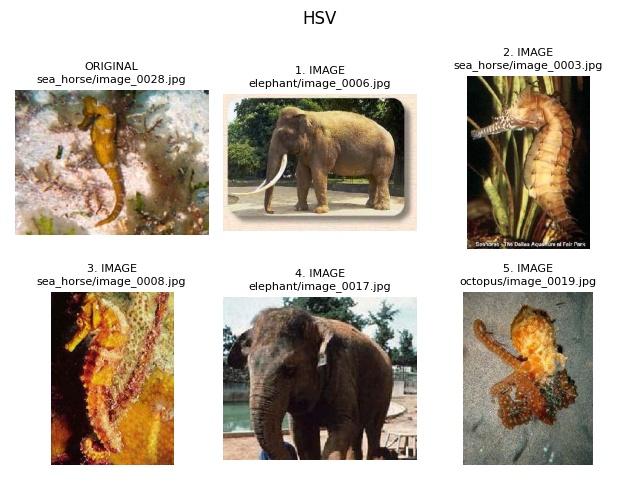 HSV
ORIGINAL
sea_horse/image_0028.jpg
1. IMAGE
elephant/image_0006.jpg
2. IMAGE
sea_horse/image_0003.jpg
Seahorse - The Dallas Aquarium at Fair Park
3. IMAGE
sea_horse/image_0008.jpg
4. IMAGE
elephant/image_0017.jpg
5. IMAGE
octopus/image_0019.jpg